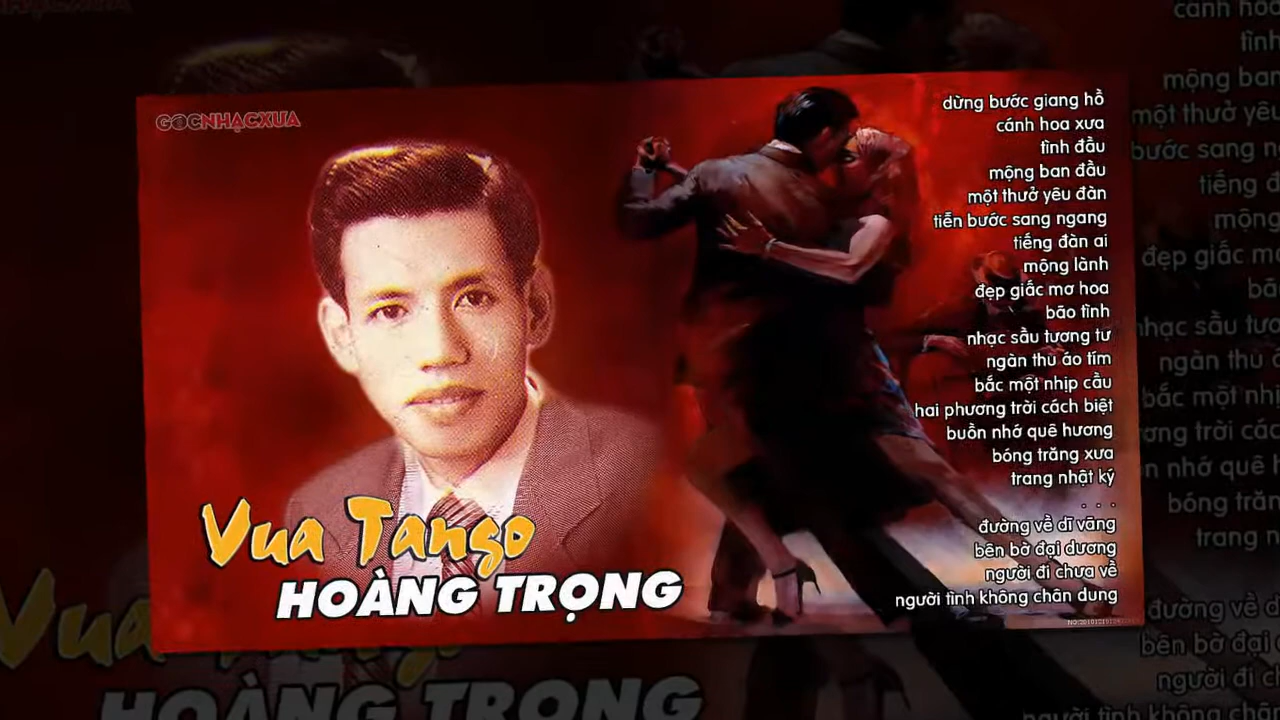 GOCNHẠCXƯA
Vua Tango
HOÀNG TRỌNG
dừng bước giang hồ
cánh hoa xưa
tình đầu
mộng ban đầu
một thuở yêu đàn
tiễn bước sang ngang
tiếng đàn ai
mộng lành
đẹp giấc mơ hoa
bão tình
nhạc sầu tương tư
ngàn thu áo tím
bắc một nhịp cầu
hai phương trời cách biệt
buồn nhớ quê hương
bóng trăng xưa
trang nhật ký
. . .
đường về dĩ vãng
bên bờ đại dương
người đi chưa về
người tình không chân dung